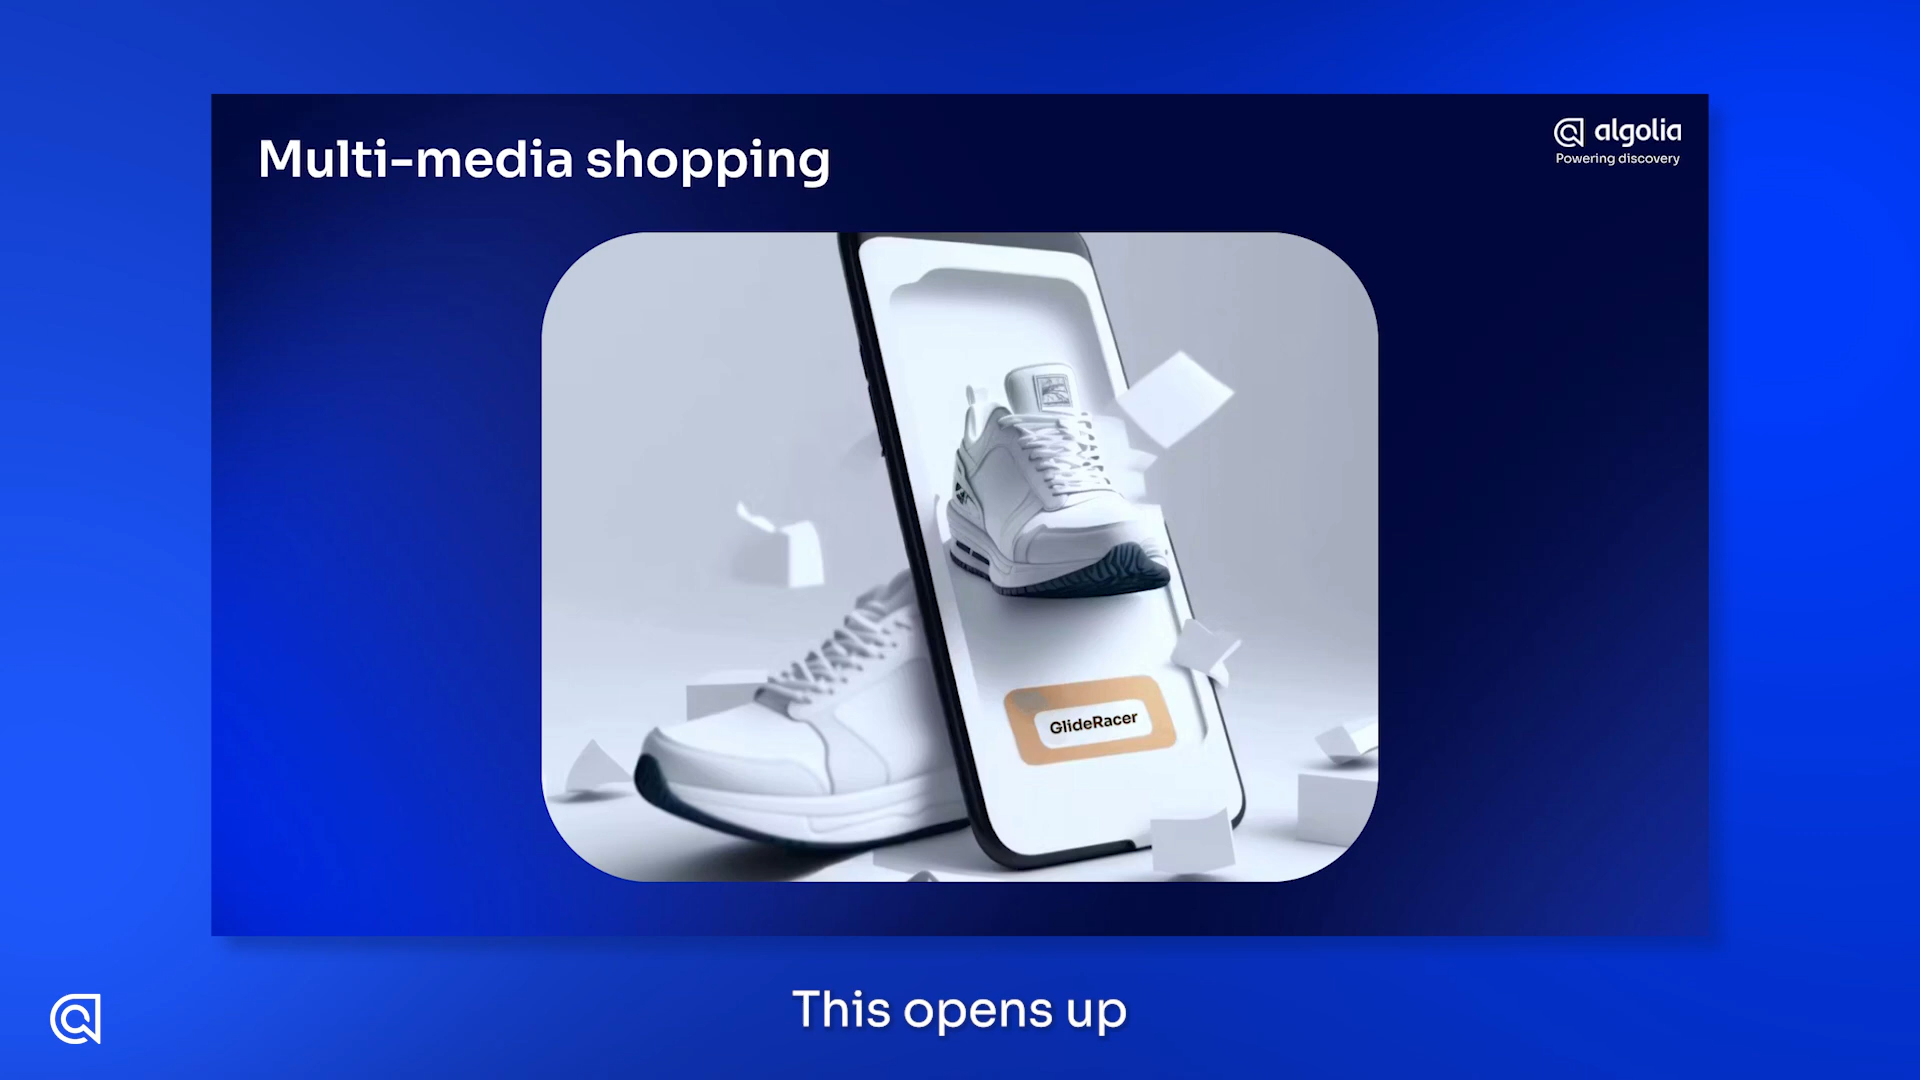 Multi-media shopping
algolia
Powering discovery
GlideRacer
This opens up